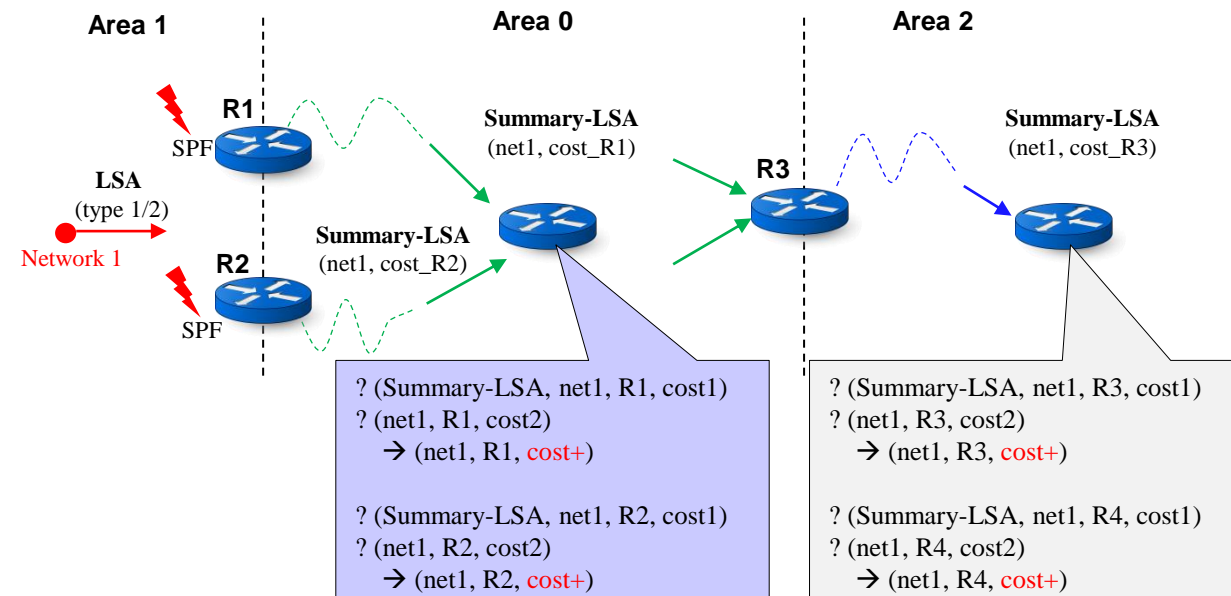 Area 1
Area 0
Area 2
R1
SPF
LSA
(type 1/2)
Network 1
R2
SPF
Summary-LSA
(net1, cost_R1)
Summary-LSA
(net1, cost_R2)
R3
Summary-LSA
(net1, cost_R3)
? (Summary-LSA, net1, R1, cost1)
? (net1, R1, cost2)
→ (net1, R1, cost+)
? (Summary-LSA, net1, R2, cost1)
? (net1, R2, cost2)
→ (net1, R2, cost+)
? (Summary-LSA, net1, R3, cost1)
? (net1, R3, cost2)
→ (net1, R3, cost+)
? (Summary-LSA, net1, R4, cost1)
? (net1, R4, cost2)
→ (net1, R4, cost+)